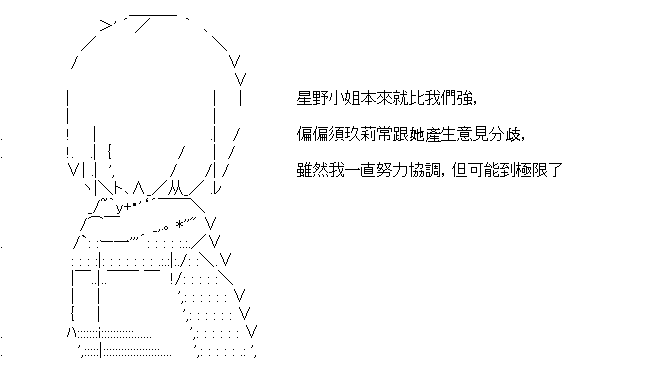 星野小姐本來就比我們強,
偏偏須玖莉常跟她產生意見分歧,
雖然我一直努力協調, 但可能到極限了